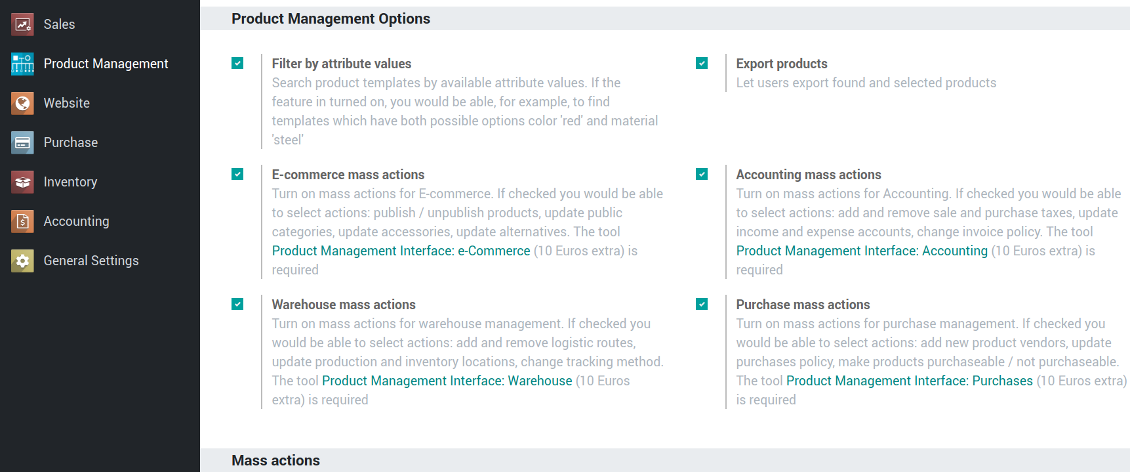 Sales
Product Management
Website
Purchase
Inventory
Accounting
General Settings
Product Management Options
Filter by attribute values
Search product templates by available attribute values. If the
feature in turned on, you would be able, for example, to find
templates which have both possible options color 'red' and material
'steel'
Export products
Let users export found and selected products
E-commerce mass actions
Turn on mass actions for E-commerce. If checked you would be able
to select actions: publish / unpublish products, update public
categories, update accessories, update alternatives. The tool
Product Management Interface: e-Commerce (10 Euros extra) is
required
Accounting mass actions
Turn on mass actions for Accounting. If checked you would be able
to select actions: add and remove sale and purchase taxes, update
income and expense accounts, change invoice policy. The tool
Product Management Interface: Accounting (10 Euros extra) is
required
Warehouse mass actions
Turn on mass actions for warehouse management. If checked you
would be able to select actions: add and remove logistic routes,
update production and inventory locations, change tracking method.
The tool Product Management Interface: Warehouse (10 Euros
extra) is required
Purchase mass actions
Turn on mass actions for purchase management. If checked you
would be able to select actions: add new product vendors, update
purchases policy, make products purchaseable / not purchaseable.
The tool Product Management Interface: Purchases (10 Euros extra)
is required
Mass actions